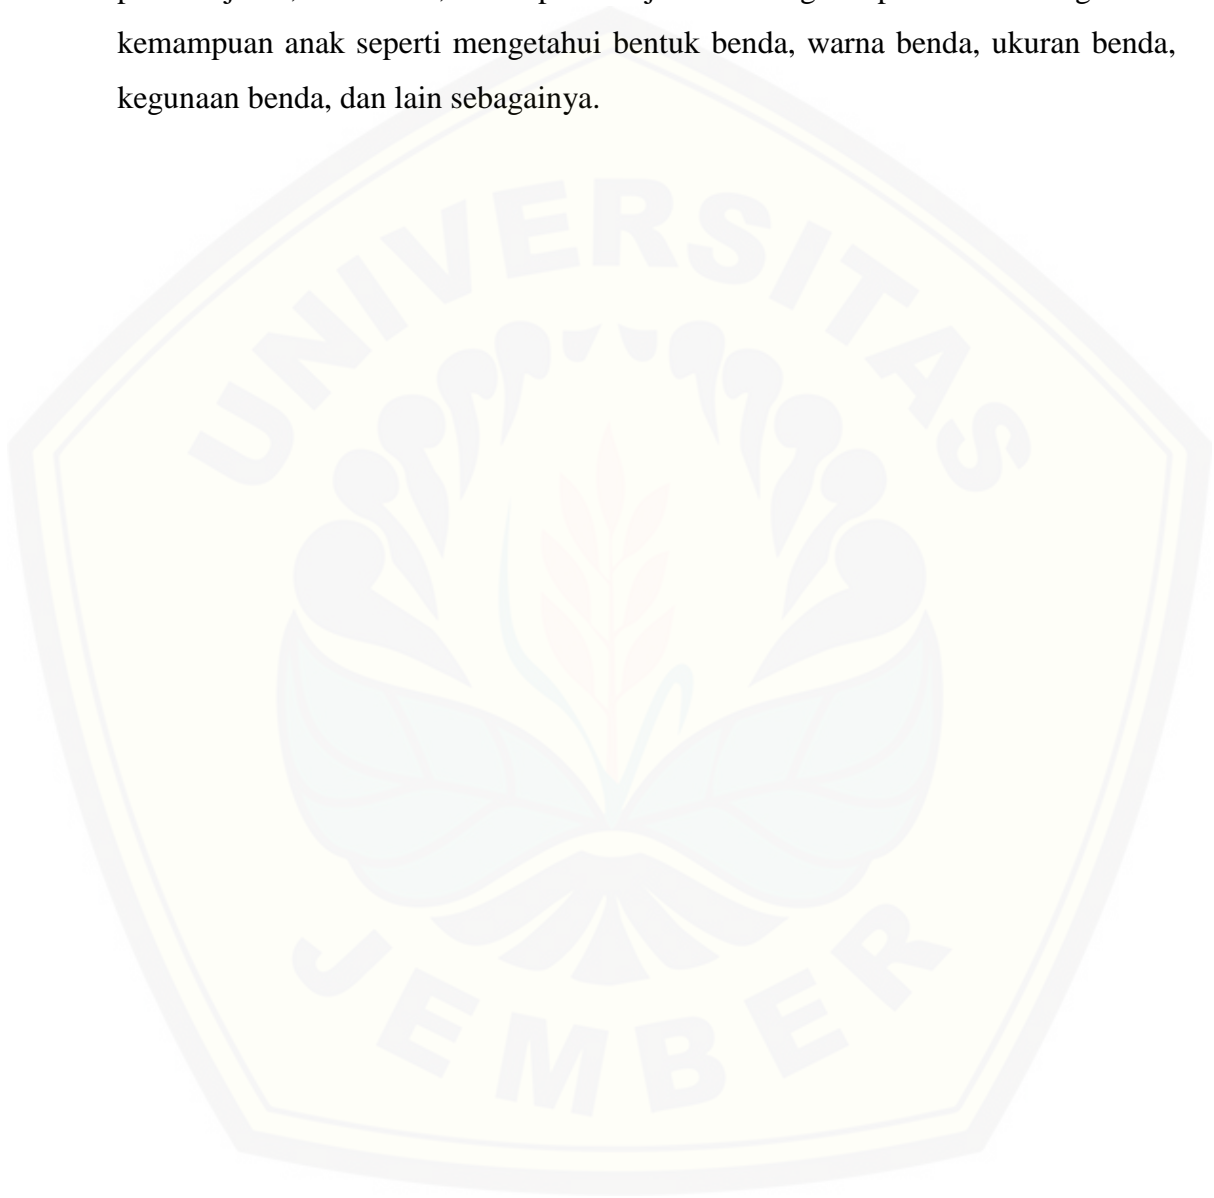 kemampuan anak seperti mengetahui bentuk benda, warna benda, ukuran benda,
kegunaan benda, dan lain sebagainya.
UNIVERSITAS
JEMBER